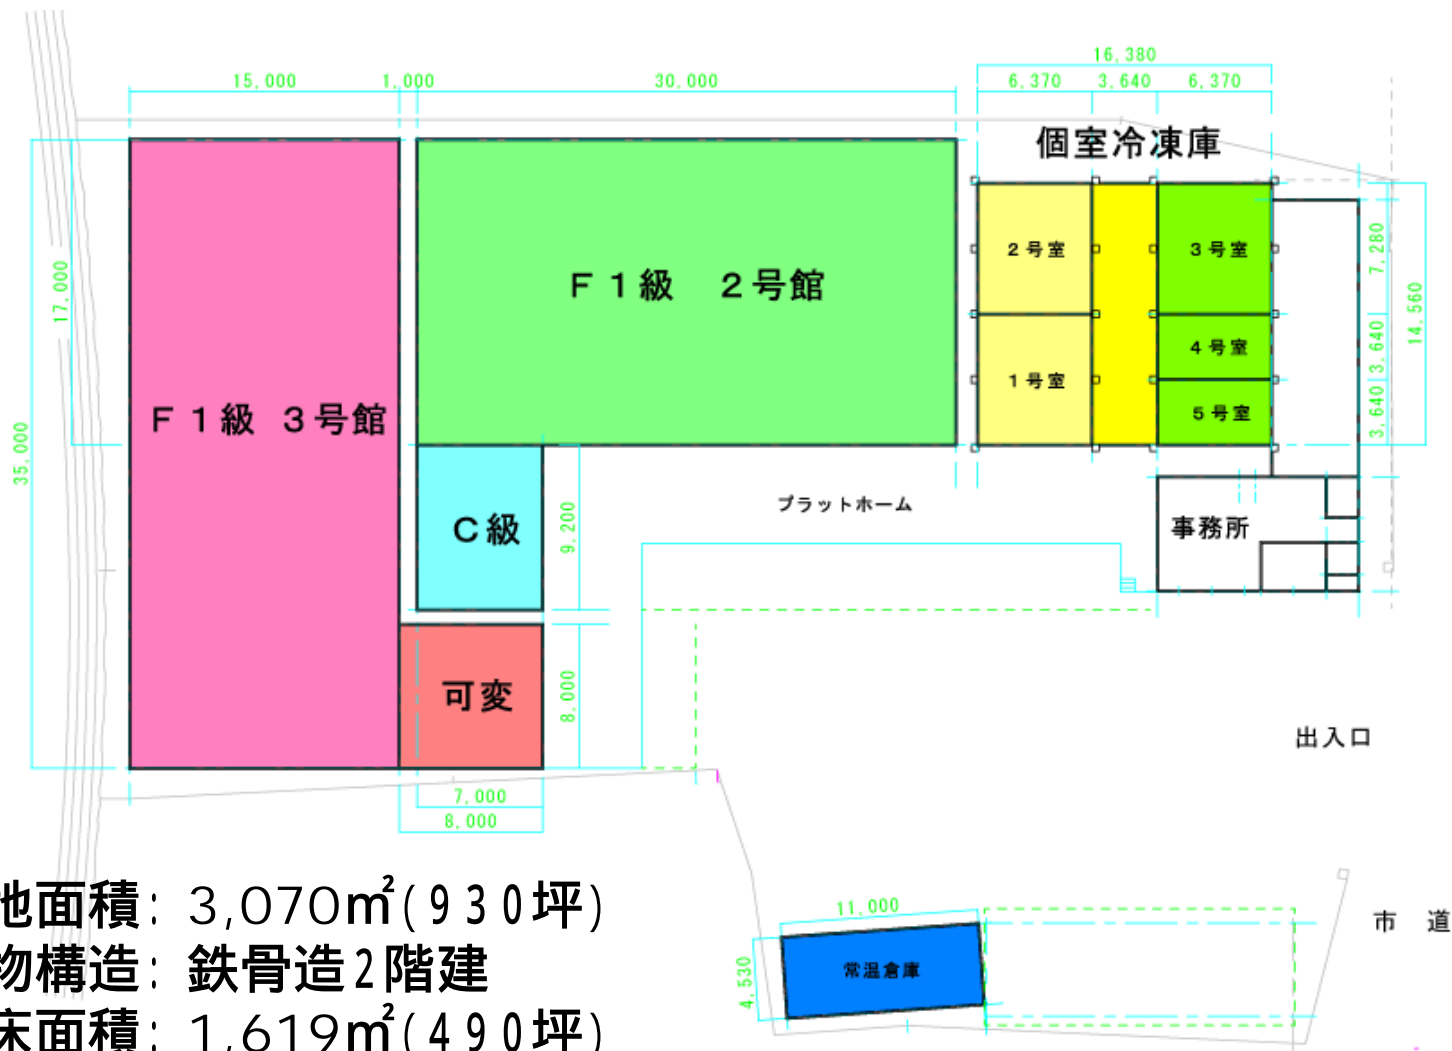 16,380
15,000 1,000 30,000 6,370 3,640 6,370
個室冷凍庫
F1級 2号館
2号室 3号室
7,280
17,000
14,560
4号室
3,640
1号室
5号室
3,640
F1級 3号館
35,000
プラットホーム
C級
9,200
事務所
可変
8,000
出入口
7,000
8,000
地面積: 3,070㎡(930坪)
11,000
市 道
物構造: 鉄骨造2階建
常温倉庫
4,530
床面積: 1,619㎡(490坪)